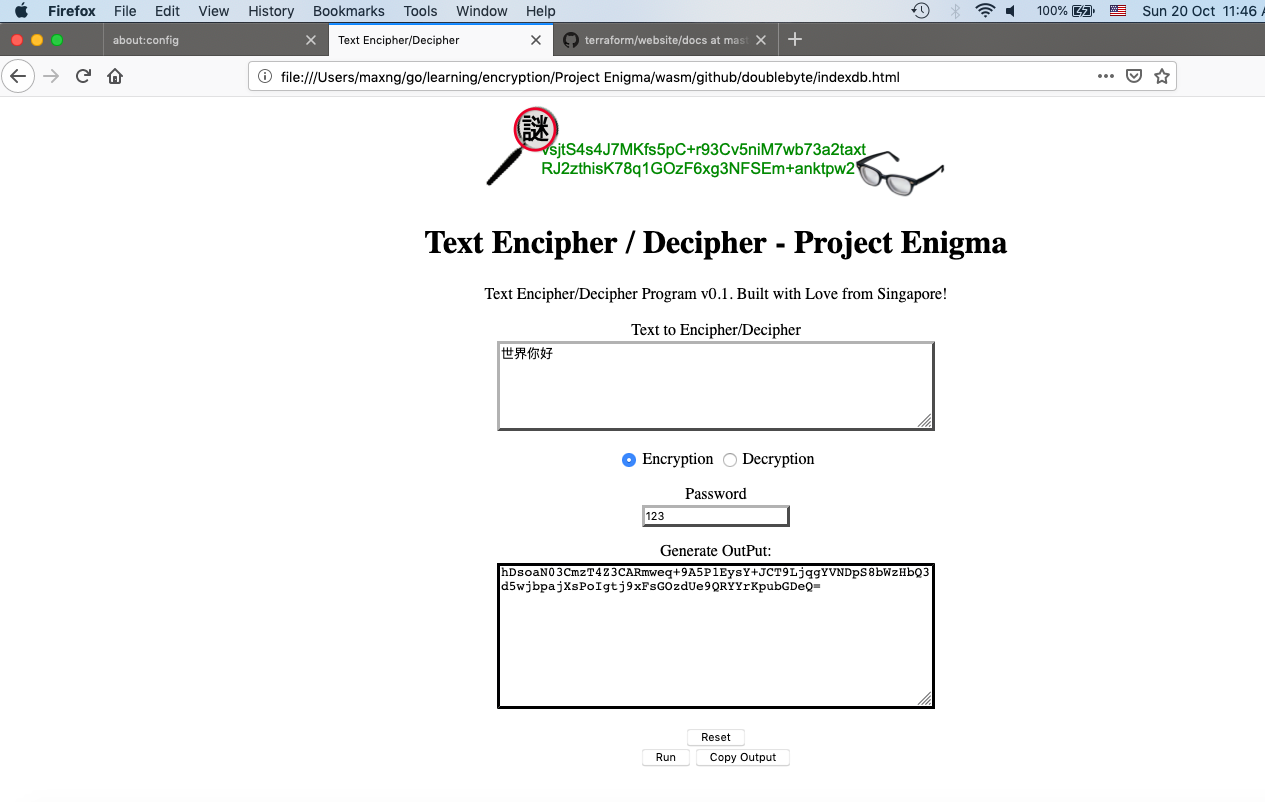 Firefox File Edit View History Bookmarks Tools Window Help 100% Sun 20 Oct 11:46 A
about:config Text Encipher/Decipher terraform/website/docs at mast
file:///Users/maxng/go/learning/encryption/Project Enigma/wasm/github/doublebyte/indexdb.html
謎
vsjtS4s4J7MKfs5pC+r93Cv5niM7wb73a2taxt
RJ2zthisK78q1GOzF6xg3NFSEm+anktpw2
Text Encipher / Decipher - Project Enigma
Text Encipher/Decipher Program v0.1. Built with Love from Singapore!
Text to Encipher/Decipher
世界你好
Encryption Decryption
Password
123
Generate OutPut:
hDsoaN03CmzT4Z3CARmweq+9A5PlEysY+JCT9LjqgYVNDpS8bWzHbQ3
d5wjbpajXsPoIgtj9xFsGOzdUe9QRYYrKpubGDeQ=
Reset
Run Copy Output